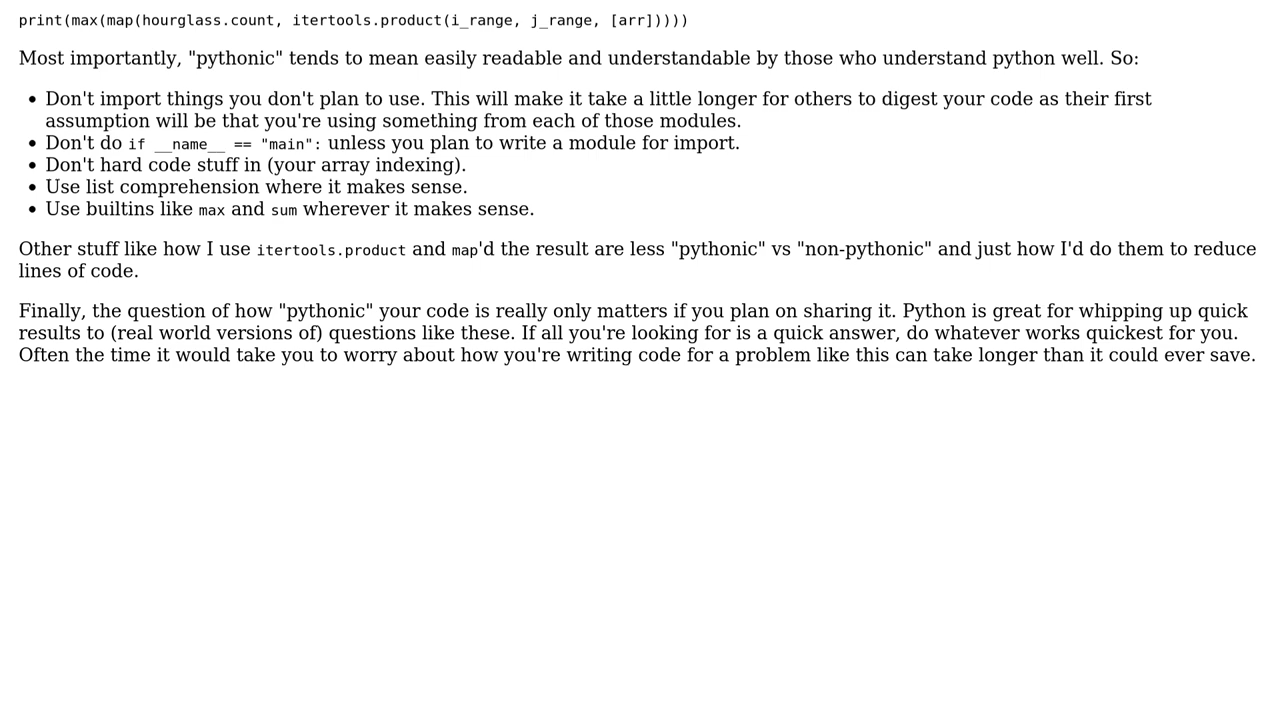 print(max(map(hourglass.count, itertools.product(i_range, j_range, [arr]))))
Most importantly, "pythonic" tends to mean easily readable and understandable by those who understand python well. So:
• Don't import things you don't plan to use. This will make it take a little longer for others to digest your code as their first
assumption will be that you're using something from each of those modules.
• Don't do if __name__ == "main": unless you plan to write a module for import.
• Don't hard code stuff in (your array indexing).
• Use list comprehension where it makes sense.
• Use builtins like max and sum wherever it makes sense.
Other stuff like how I use itertools.product and map'd the result are less "pythonic" vs "non-pythonic" and just how I'd do them to reduce
lines of code.
Finally, the question of how "pythonic" your code is really only matters if you plan on sharing it. Python is great for whipping up quick
results to (real world versions of) questions like these. If all you're looking for is a quick answer, do whatever works quickest for you.
Often the time it would take you to worry about how you're writing code for a problem like this can take longer than it could ever save.